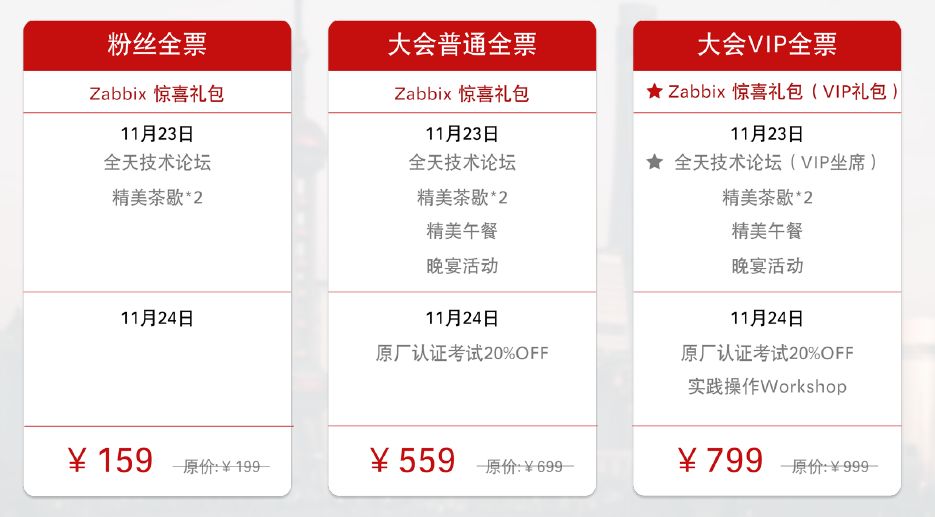 粉丝全票
Zabbix 惊喜礼包
11月23日
全天技术论坛
精美茶歇*2
11月24日
￥159 原价:￥199
大会普通全票
Zabbix 惊喜礼包
11月23日
全天技术论坛
精美茶歇*2
精美午餐
晚宴活动
11月24日
原厂认证考试20%OFF
￥559 原价:￥699
大会VIP全票
★ Zabbix 惊喜礼包（VIP礼包）
11月23日
★ 全天技术论坛（VIP坐席）
精美茶歇*2
精美午餐
晚宴活动
11月24日
原厂认证考试20%OFF
实践操作Workshop
￥799 原价:￥999